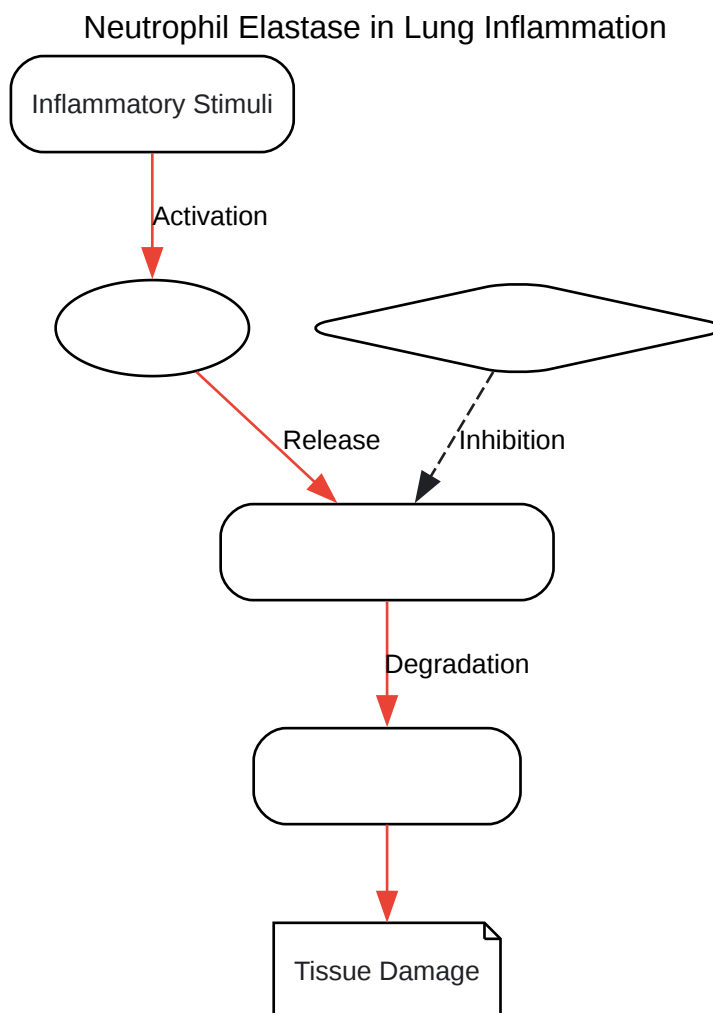 Neutrophil Elastase in Lung Inflammation
Inflammatory Stimuli
Activation
Release
Inhibition
Degradation
Tissue Damage